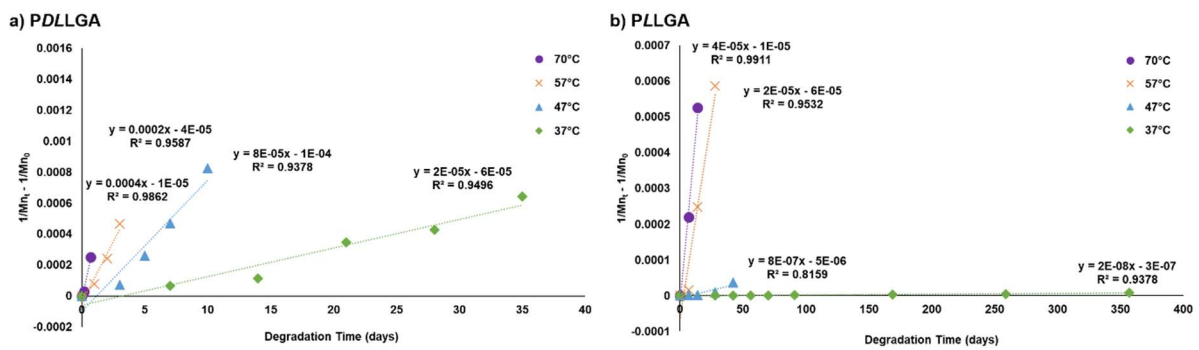 a) PDLLGA
0.0016
0.0014
0.0012
0.001
0.0008
0.0006
0.0004
0.0002
0
-0.0002
1/Mnt - 1/Mn0
0
5
10
15
20
25
30
35
40
Degradation Time (days)
y = 0.0002x - 4E-05
R² = 0.9587
y = 0.0004x - 1E-05
R² = 0.9862
y = 8E-05x - 1E-04
R² = 0.9378
y = 2E-05x - 6E-05
R² = 0.9496
70°C
57°C
47°C
37°C
b) PLLGA
0.0007
0.0006
0.0005
0.0004
0.0003
0.0002
0.0001
0
-0.0001
1/Mnt - 1/Mn0
0
50
100
150
200
250
300
350
400
Degradation Time (days)
y = 4E-05x - 1E-05
R² = 0.9911
y = 2E-05x - 6E-05
R² = 0.9532
y = 8E-07x - 5E-06
R² = 0.8159
y = 2E-08x - 3E-07
R² = 0.9378
70°C
57°C
47°C
37°C